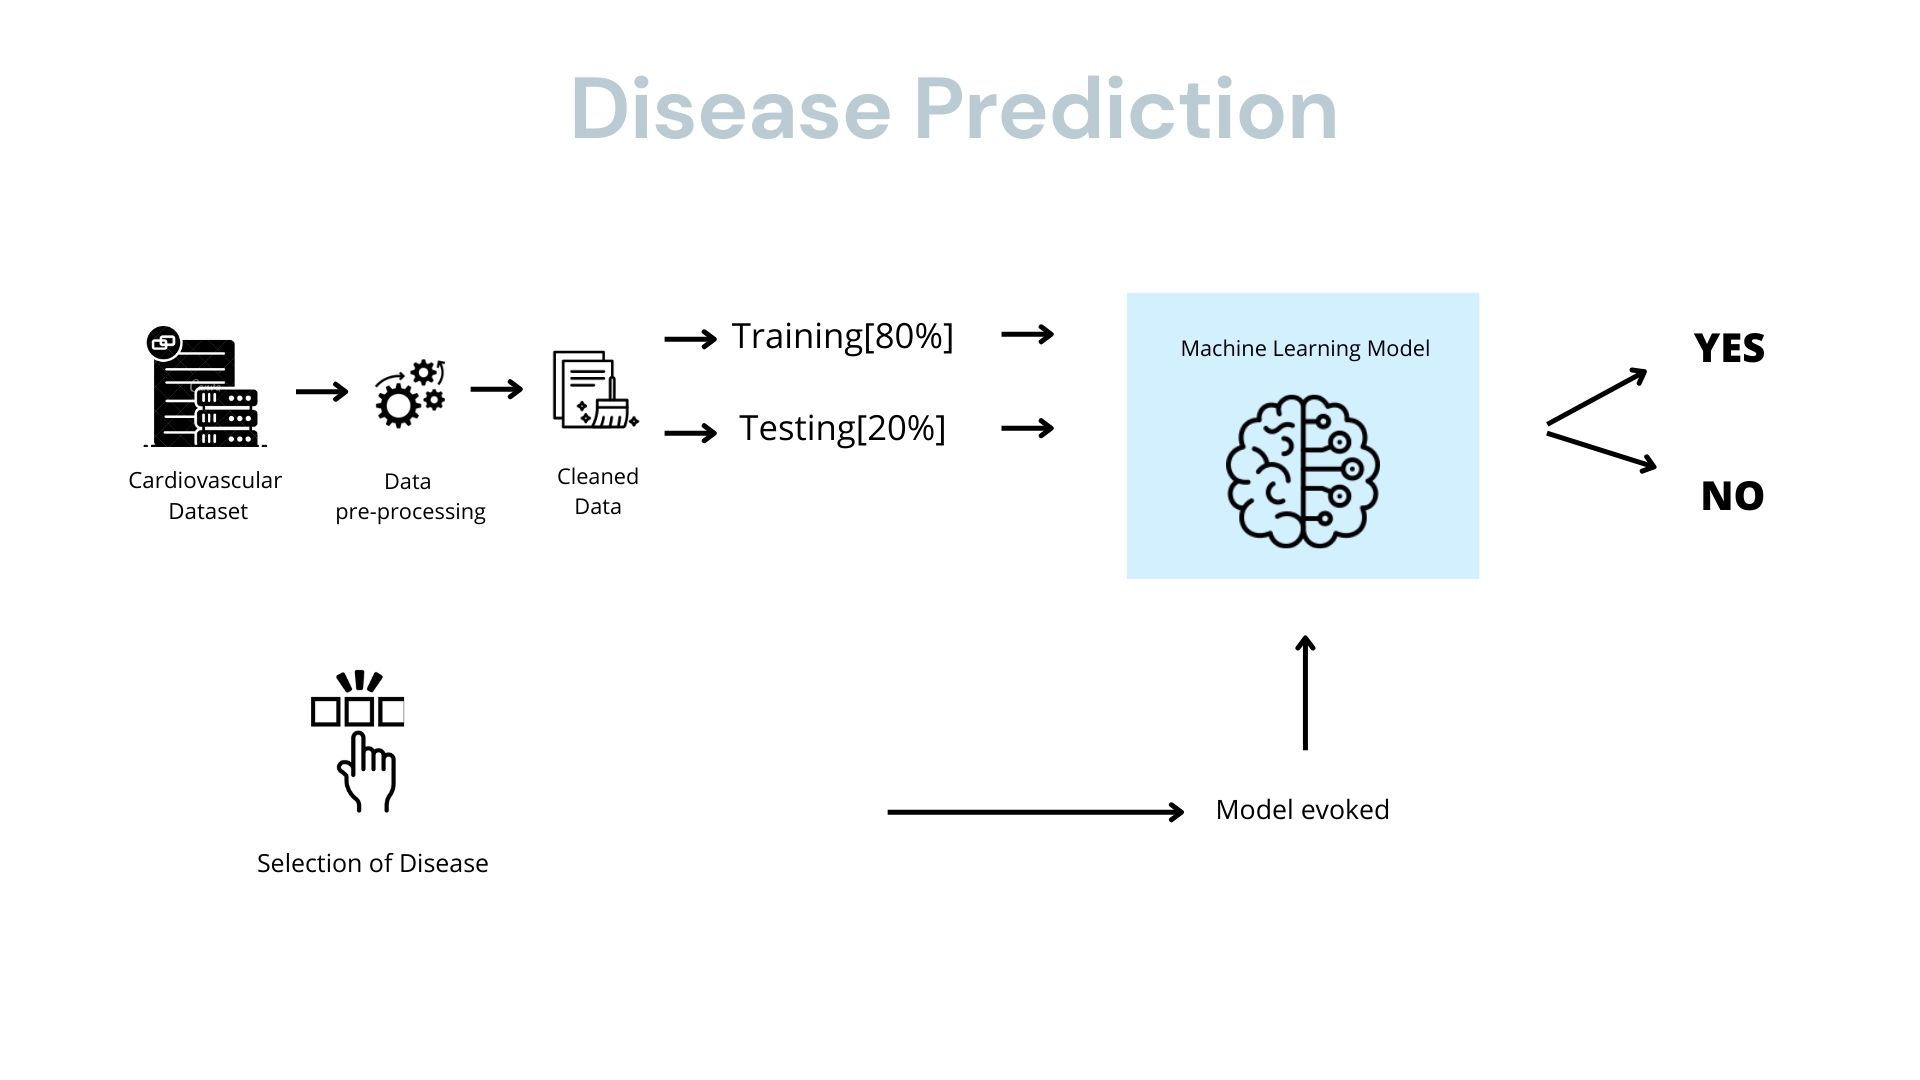 Disease Prediction
Cardiovascular
Dataset
Data
pre-processing
Cleaned
Data
Training[80%]
Testing[20%]
Machine Learning Model
YES
NO
Selection of Disease
Model evoked